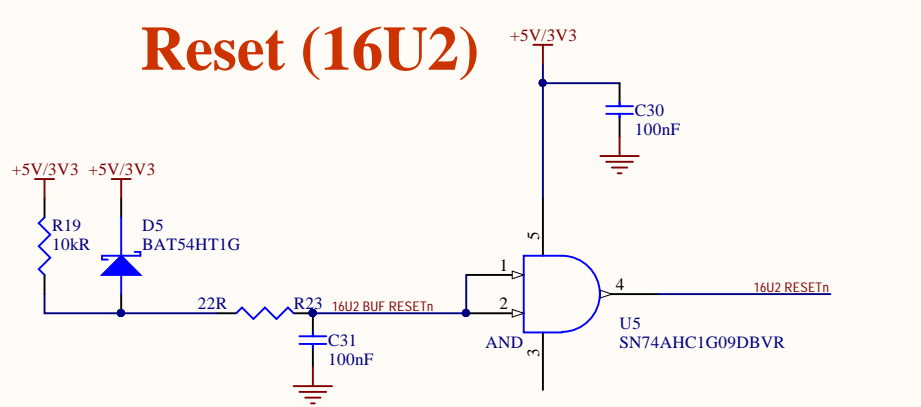 Reset (16U2)
+5V/3V3
C30
100nF
+5V/3V3 +5V/3V3
R19
10kR
D5
BAT54HT1G
5
1
2
4
3
22R
R23
16U2 BUF RESETn
16U2 RESETn
C31
100nF
AND
U5
SN74AHC1G09DBVR